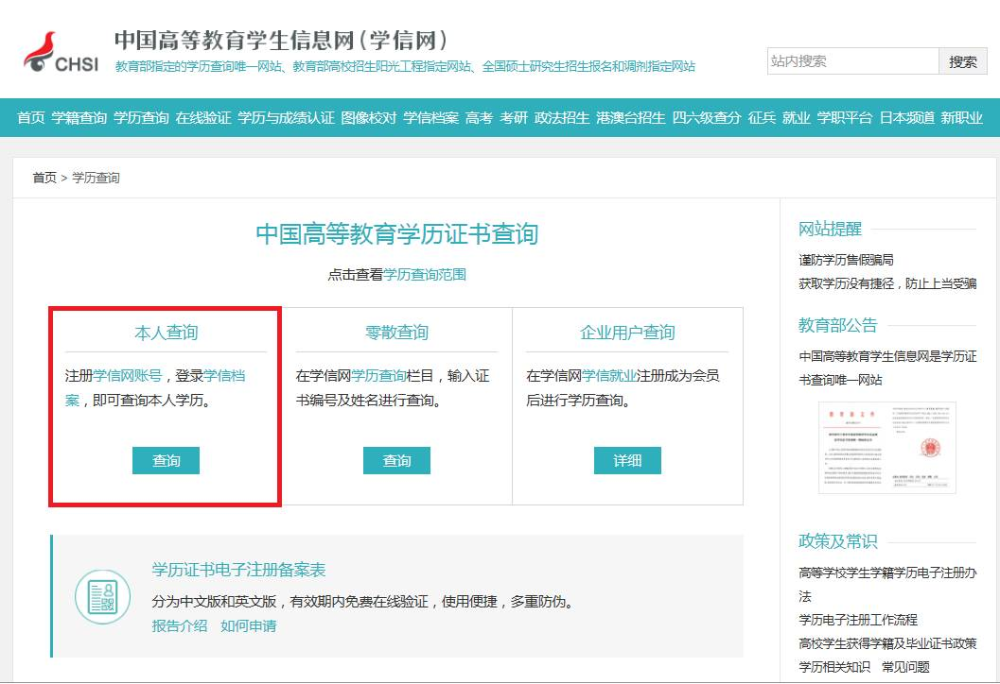 CHSI
中国高等教育学生信息网(学信网)
教育部指定的学历查询唯一网站、教育部高校招生阳光工程指定网站、全国硕士研究生招生报名和调剂指定网站
站内搜索 搜索
首页 学籍查询 学历查询 在线验证 学历与成绩认证 图像校对 学信档案 高考 考研 政法招生 港澳台招生 四六级查分 征兵 就业 学职平台 日本频道 新职业
首页 > 学历查询
中国高等教育学历证书查询
点击查看学历查询范围
本人查询
注册学信网账号，登录学信档
案，即可查询本人学历。
查询
零散查询
在学信网学历查询栏目，输入证
书编号及姓名进行查询。
查询
企业用户查询
在学信网学信就业注册成为会员
后进行学历查询。
详细
学历证书电子注册备案表
分为中文版和英文版，有效期内免费在线验证，使用便捷，多重防伪。
报告介绍 如何申请
网站提醒
谨防学历售假骗局
获取学历没有捷径，防止上当受骗
教育部公告
中国高等教育学生信息网是学历证
书查询唯一网站
政策及常识
高等学校学生学籍学历电子注册办
法
学历电子注册工作流程
高校学生获得学籍及毕业证书政策
学历相关知识 常见问题